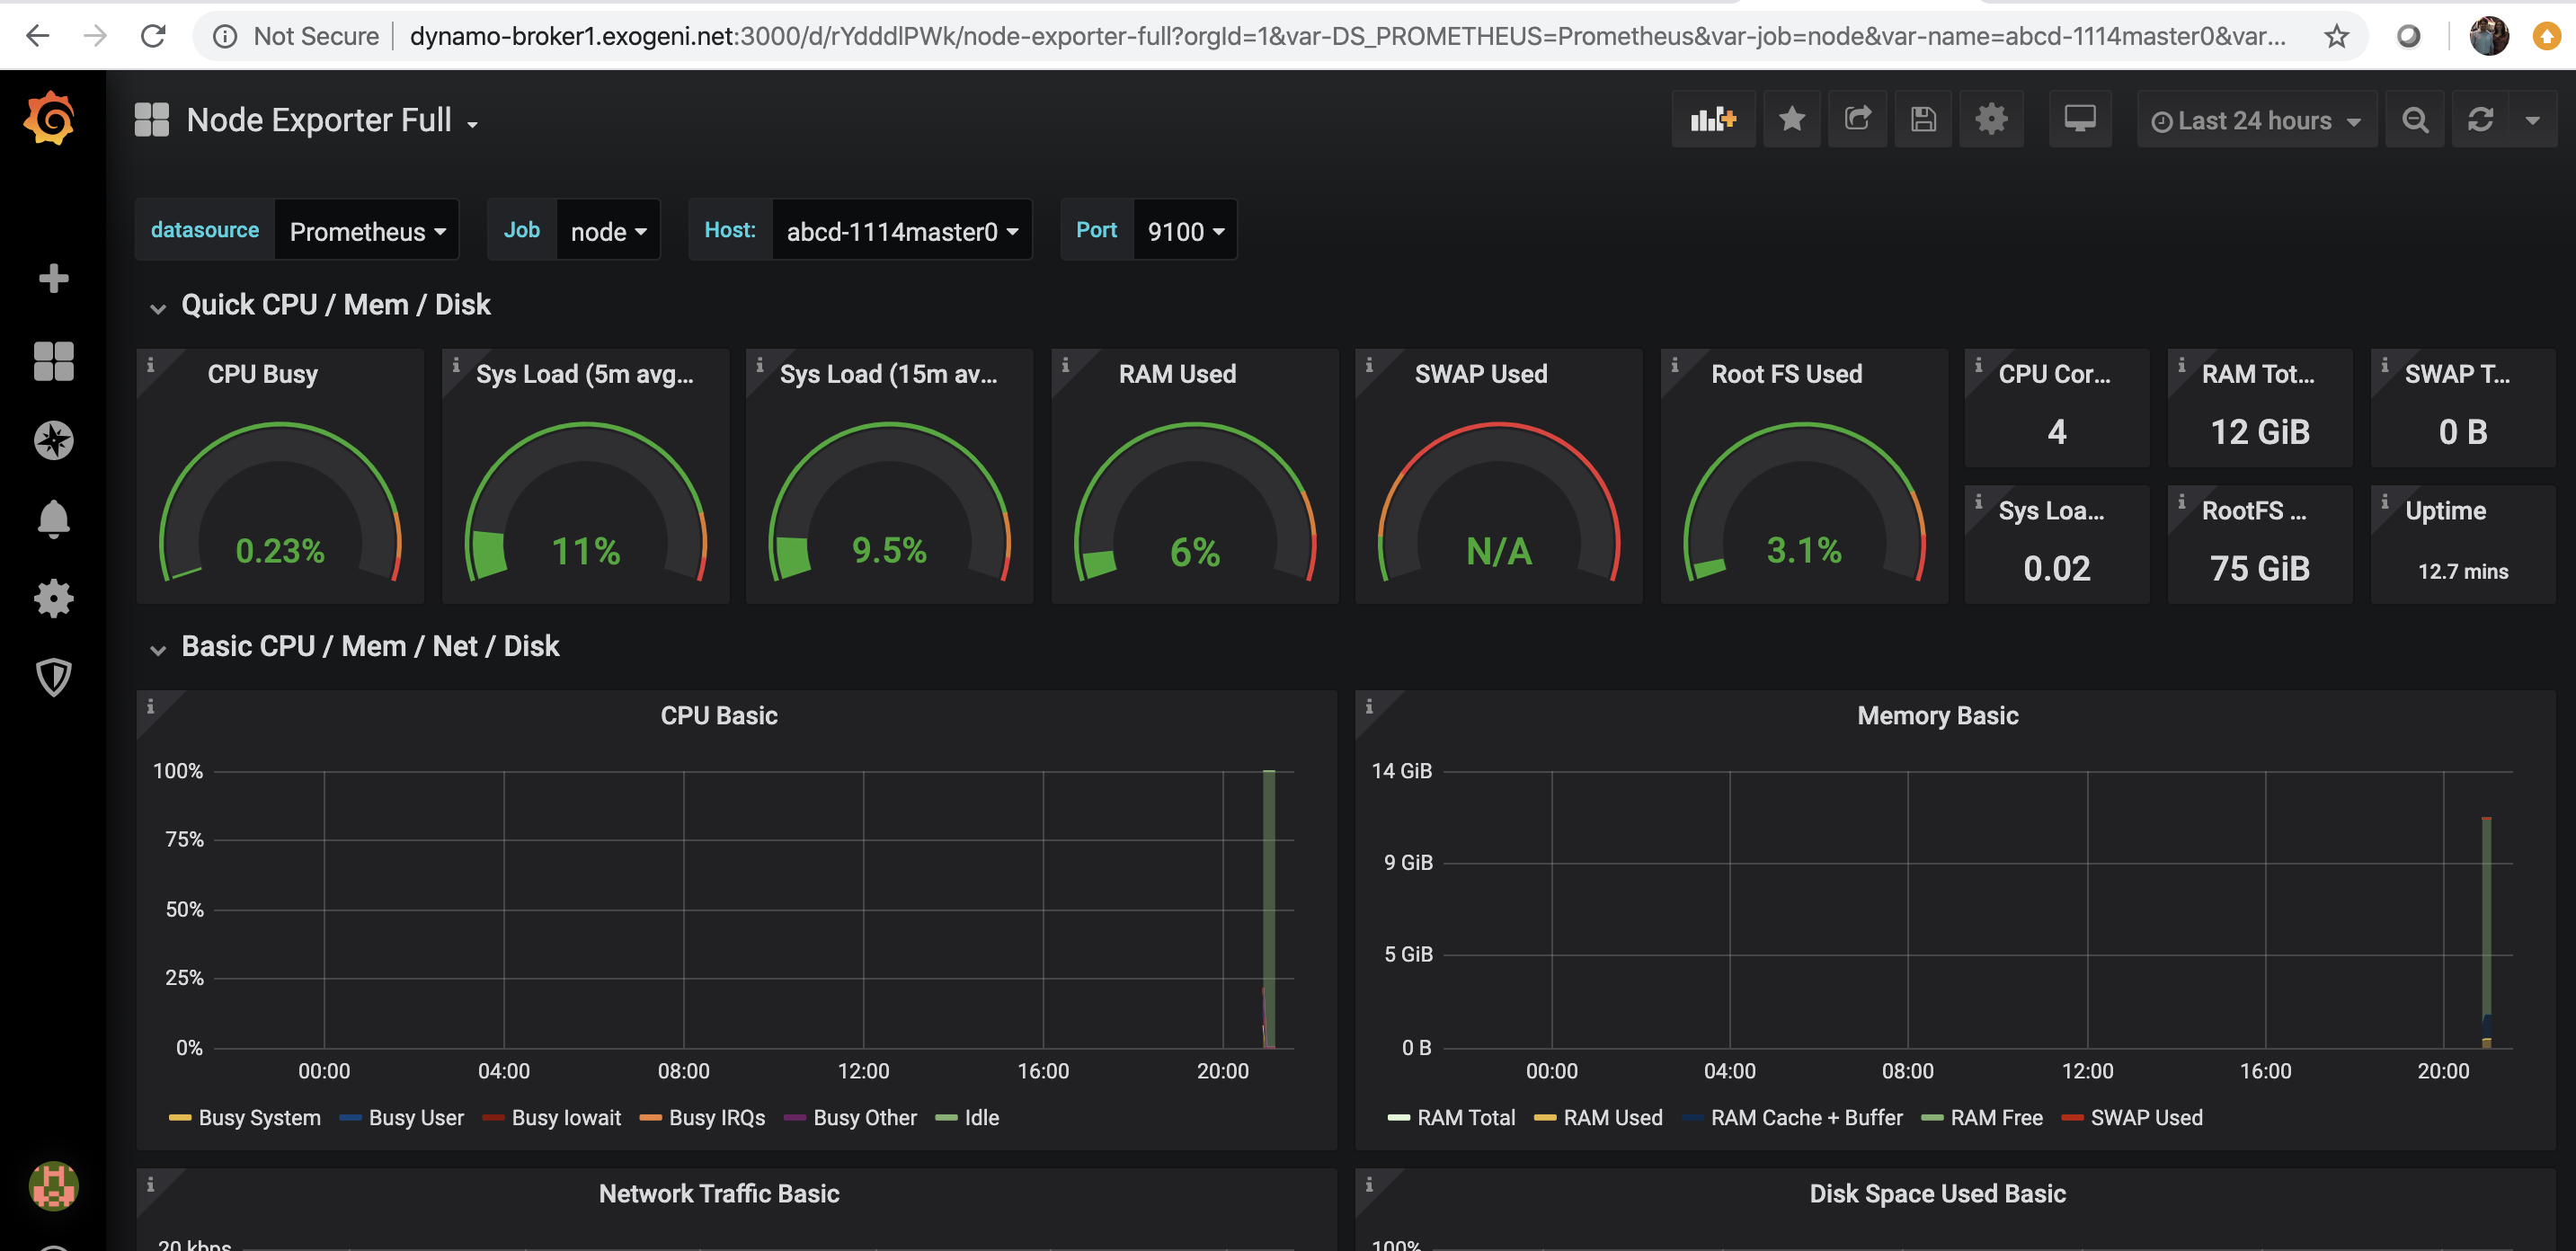 Not Secure | dynamo-broker1.exogeni.net:3000/d/rYdddlPWk/node-exporter-full?orgId=1&var-DS_PROMETHEUS=Prometheus&var-job=node&var-name=abcd-1114master0&var...
Node Exporter Full
Last 24 hours
datasource Prometheus Job node Host: abcd-1114master0 Port 9100
Quick CPU / Mem / Disk
CPU Busy
0.23%
Sys Load (5m avg...
11%
Sys Load (15m av...
9.5%
RAM Used
6%
SWAP Used
N/A
Root FS Used
3.1%
CPU Cor...
4
RAM Tot...
12 GiB
SWAP T...
0 B
Sys Loa...
0.02
RootFS ...
75 GiB
Uptime
12.7 mins
Basic CPU / Mem / Net / Disk
CPU Basic
100%
75%
50%
25%
0%
00:00 04:00 08:00 12:00 16:00 20:00
Busy System Busy User Busy Iowait Busy IRQs Busy Other Idle
Memory Basic
14 GiB
9 GiB
5 GiB
0 B
00:00 04:00 08:00 12:00 16:00 20:00
RAM Total RAM Used RAM Cache + Buffer RAM Free SWAP Used
Network Traffic Basic
20 kbps
Disk Space Used Basic
100%